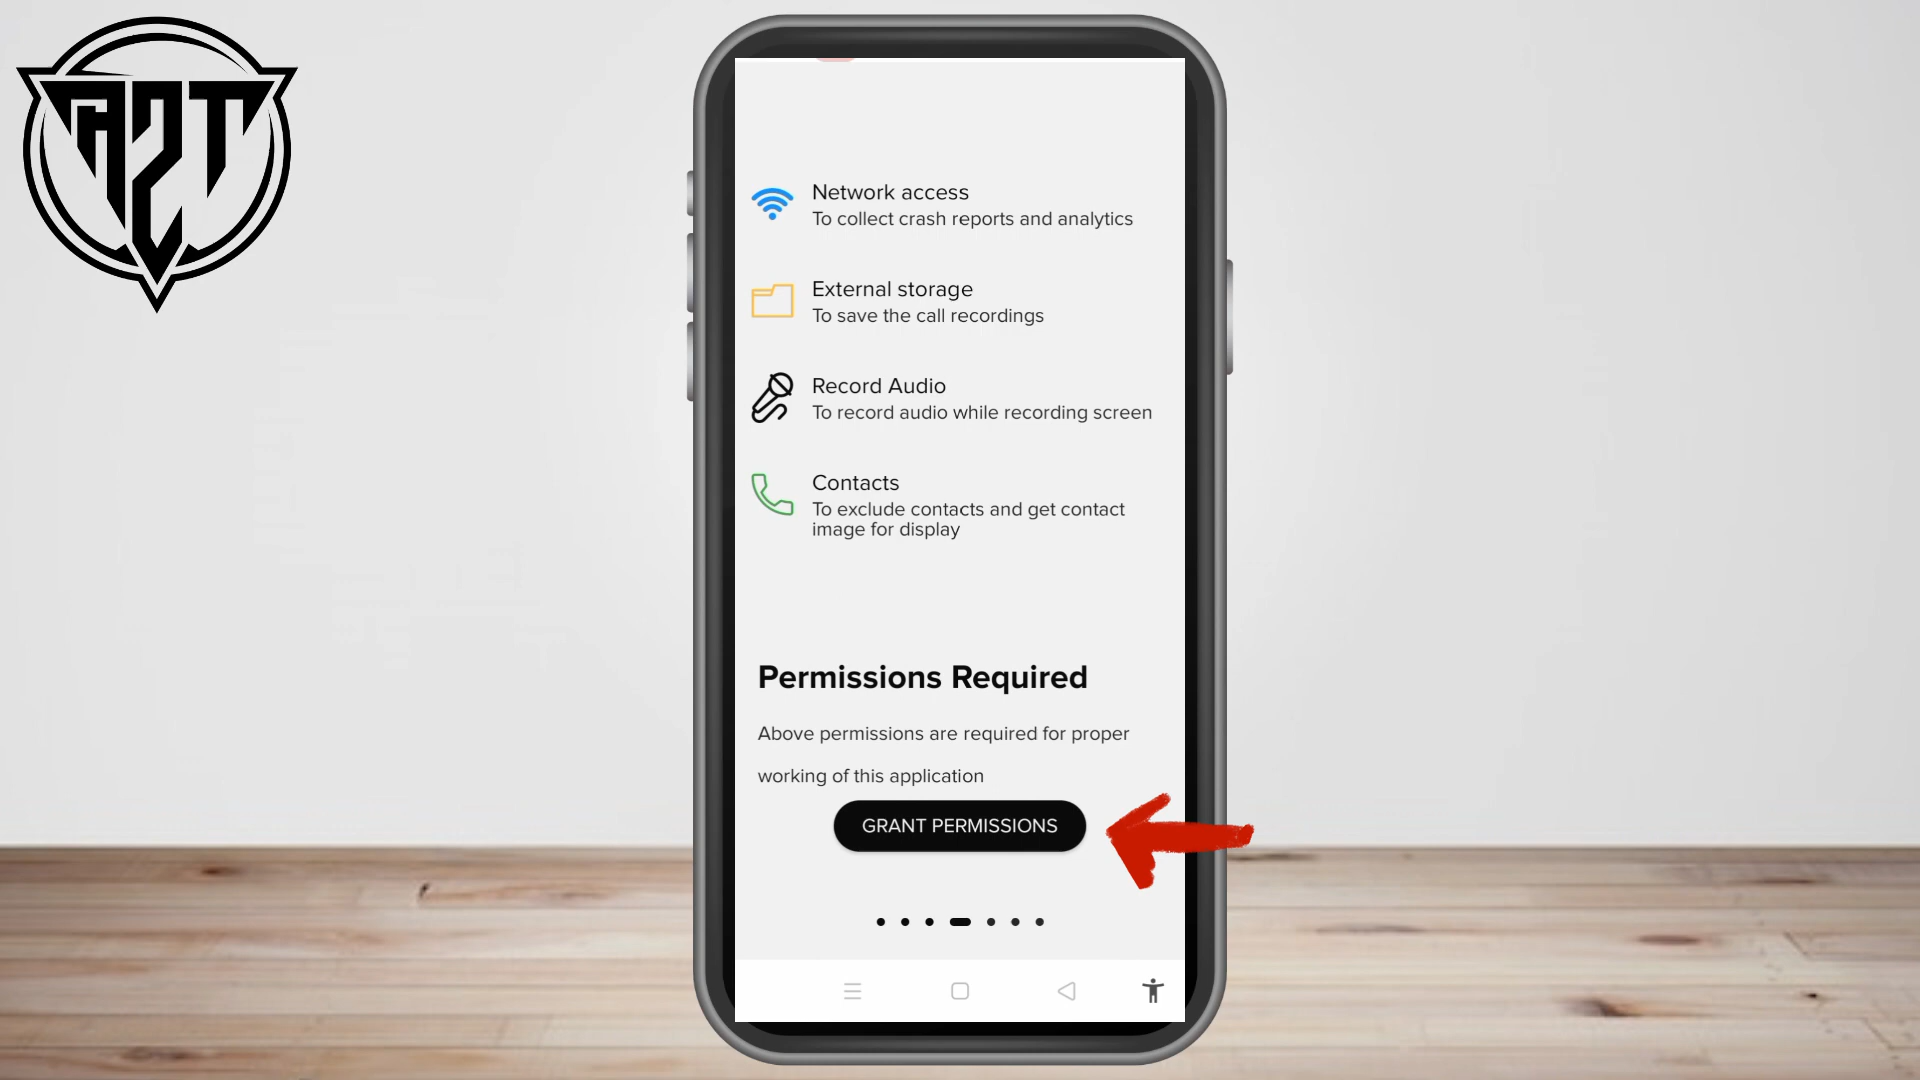 A2T
Network access
To collect crash reports and analytics
External storage
To save the call recordings
Record Audio
To record audio while recording screen
Contacts
To exclude contacts and get contact
image for display
Permissions Required
Above permissions are required for proper
working of this application
GRANT PERMISSIONS